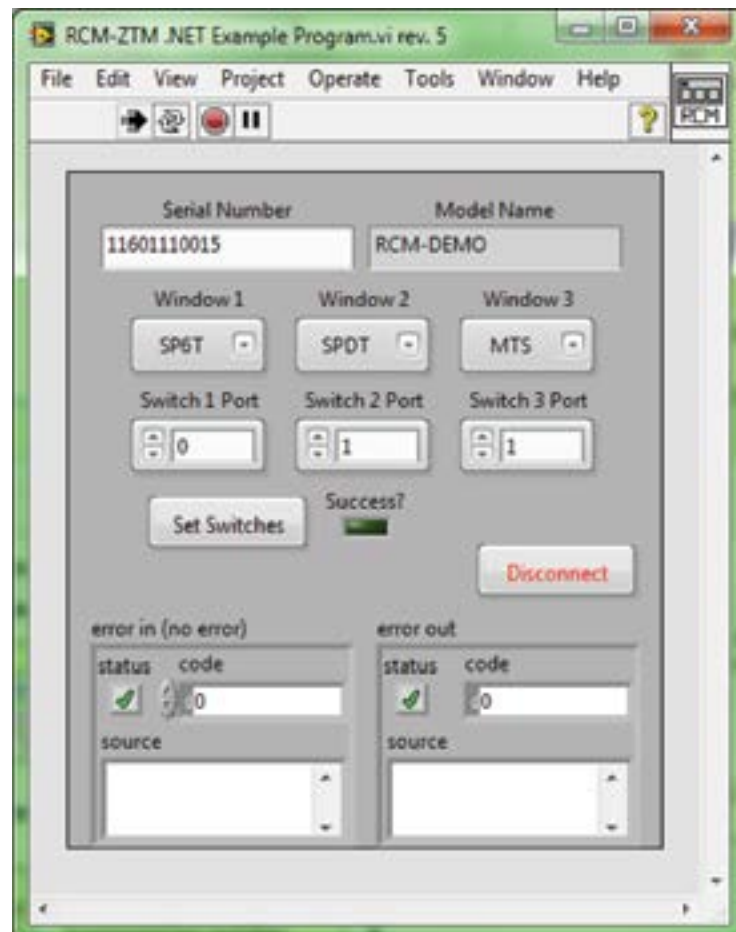 RCM-ZTM .NET Example Program.vi rev. 5
File Edit View Project Operate Tools Window Help
RCM
Serial Number Model Name
11601110015 RCM-DEMO
Window 1 Window 2 Window 3
SP6T SPDT MTS
Switch 1 Port Switch 2 Port Switch 3 Port
0 1 1
Set Switches Success?
Disconnect
error in (no error) error out
status code status code
0 0
source source